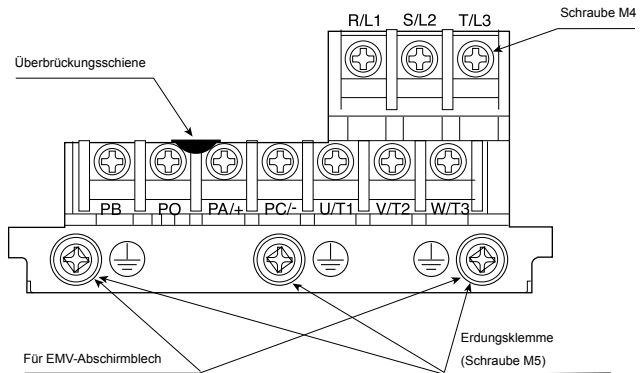 R/L1 S/L2 T/L3
Schraube M4
Überbrückungsschiene
PB PO PA/+ PC/- U/T1 V/T2 W/T3
Für EMV-Abschirmblech
Erdungsklemme
(Schraube M5)